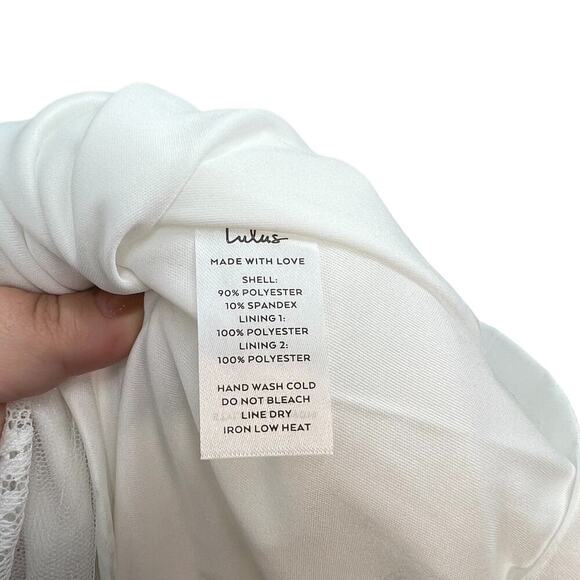 Lulus
MADE WITH LOVE
SHELL:
90% POLYESTER
10% SPANDEX
LINING 1:
100% POLYESTER
LINING 2:
100% POLYESTER
HAND WASH COLD
DO NOT BLEACH
LINE DRY
IRON LOW HEAT